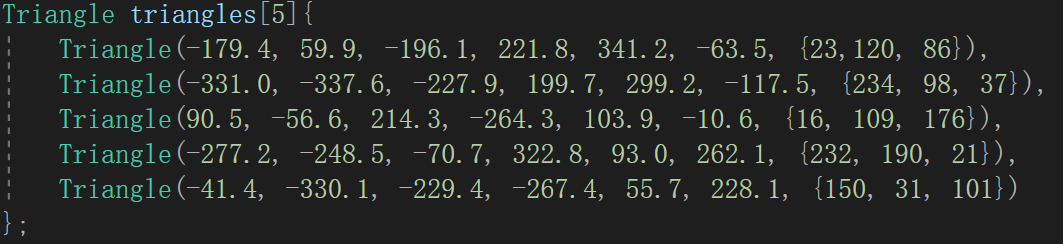 Triangle triangles[5]{
Triangle(-179.4, 59.9, -196.1, 221.8, 341.2, -63.5, {23,120, 86}),
Triangle(-331.0, -337.6, -227.9, 199.7, 299.2, -117.5, {234, 98, 37}),
Triangle(90.5, -56.6, 214.3, -264.3, 103.9, -10.6, {16, 109, 176}),
Triangle(-277.2, -248.5, -70.7, 322.8, 93.0, 262.1, {232, 190, 21}),
Triangle(-41.4, -330.1, -229.4, -267.4, 55.7, 228.1, {150, 31, 101})
};